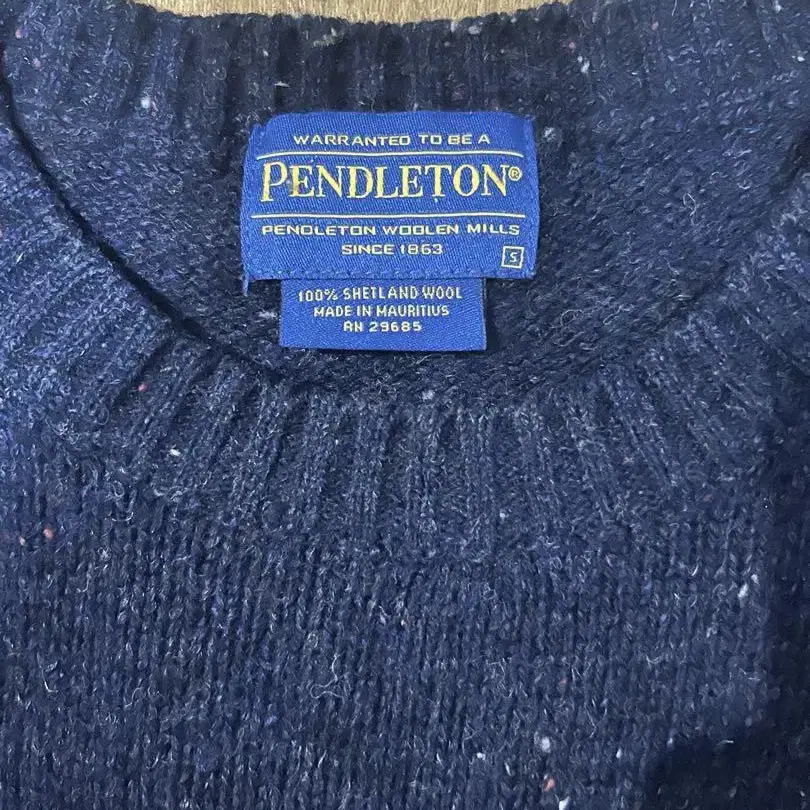 WARRANTED TO BE A
PENDLETON®
PENDLETON WOOLEN MILLS
SINCE 1863
S
100% SHETLAND WOOL
MADE IN MAURITIUS
RN 29685